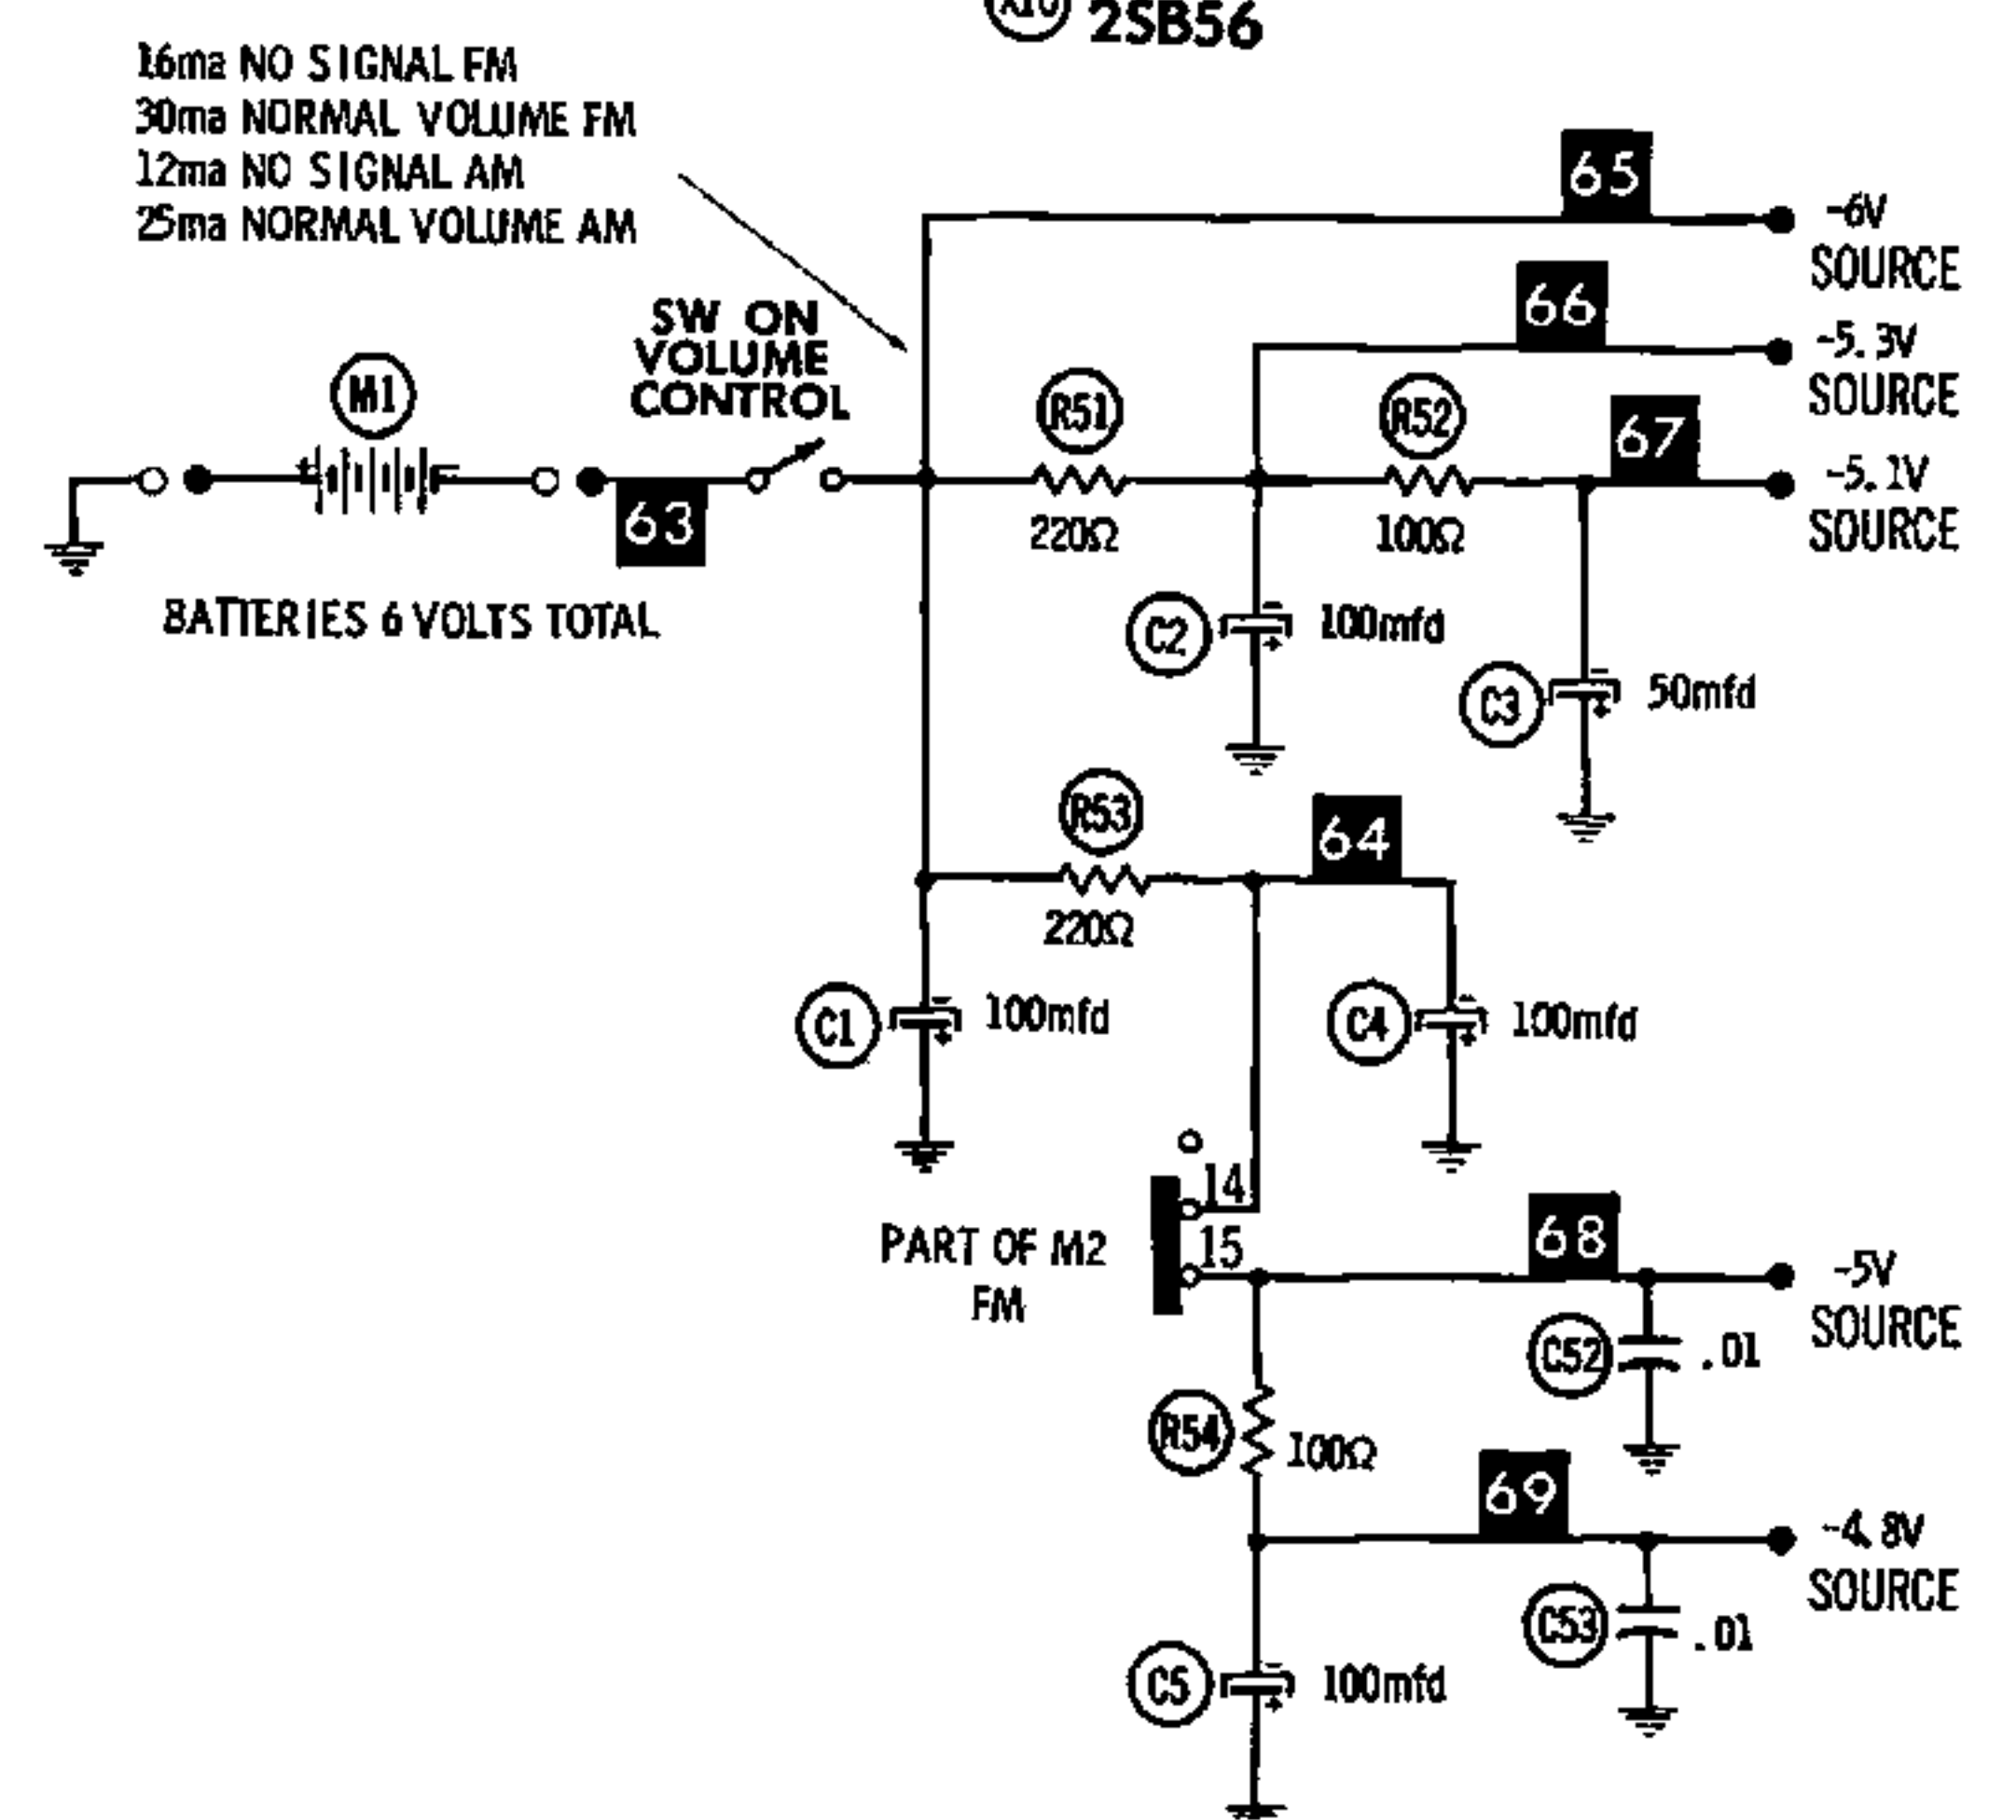 2SB56
16ma NO SIGNAL FM
30ma NORMAL VOLUME FM
12ma NO SIGNAL AM
25ma NORMAL VOLUME AM
65
-6V
SOURCE
66
-5.3V
SOURCE
SW ON
VOLUME
CONTROL
M1
R51
R52
67
-5.1V
SOURCE
+
-
63
220Ω
100Ω
BATTERIES 6 VOLTS TOTAL
C2
-
+
100mfd
C3
-
+
50mfd
R53
64
220Ω
C1
-
+
100mfd
C4
-
+
100mfd
14
15
PART OF M2
FM
68
-5V
SOURCE
C52
.01
R54
100Ω
69
-4.8V
SOURCE
C53
.01
C5
-
+
100mfd